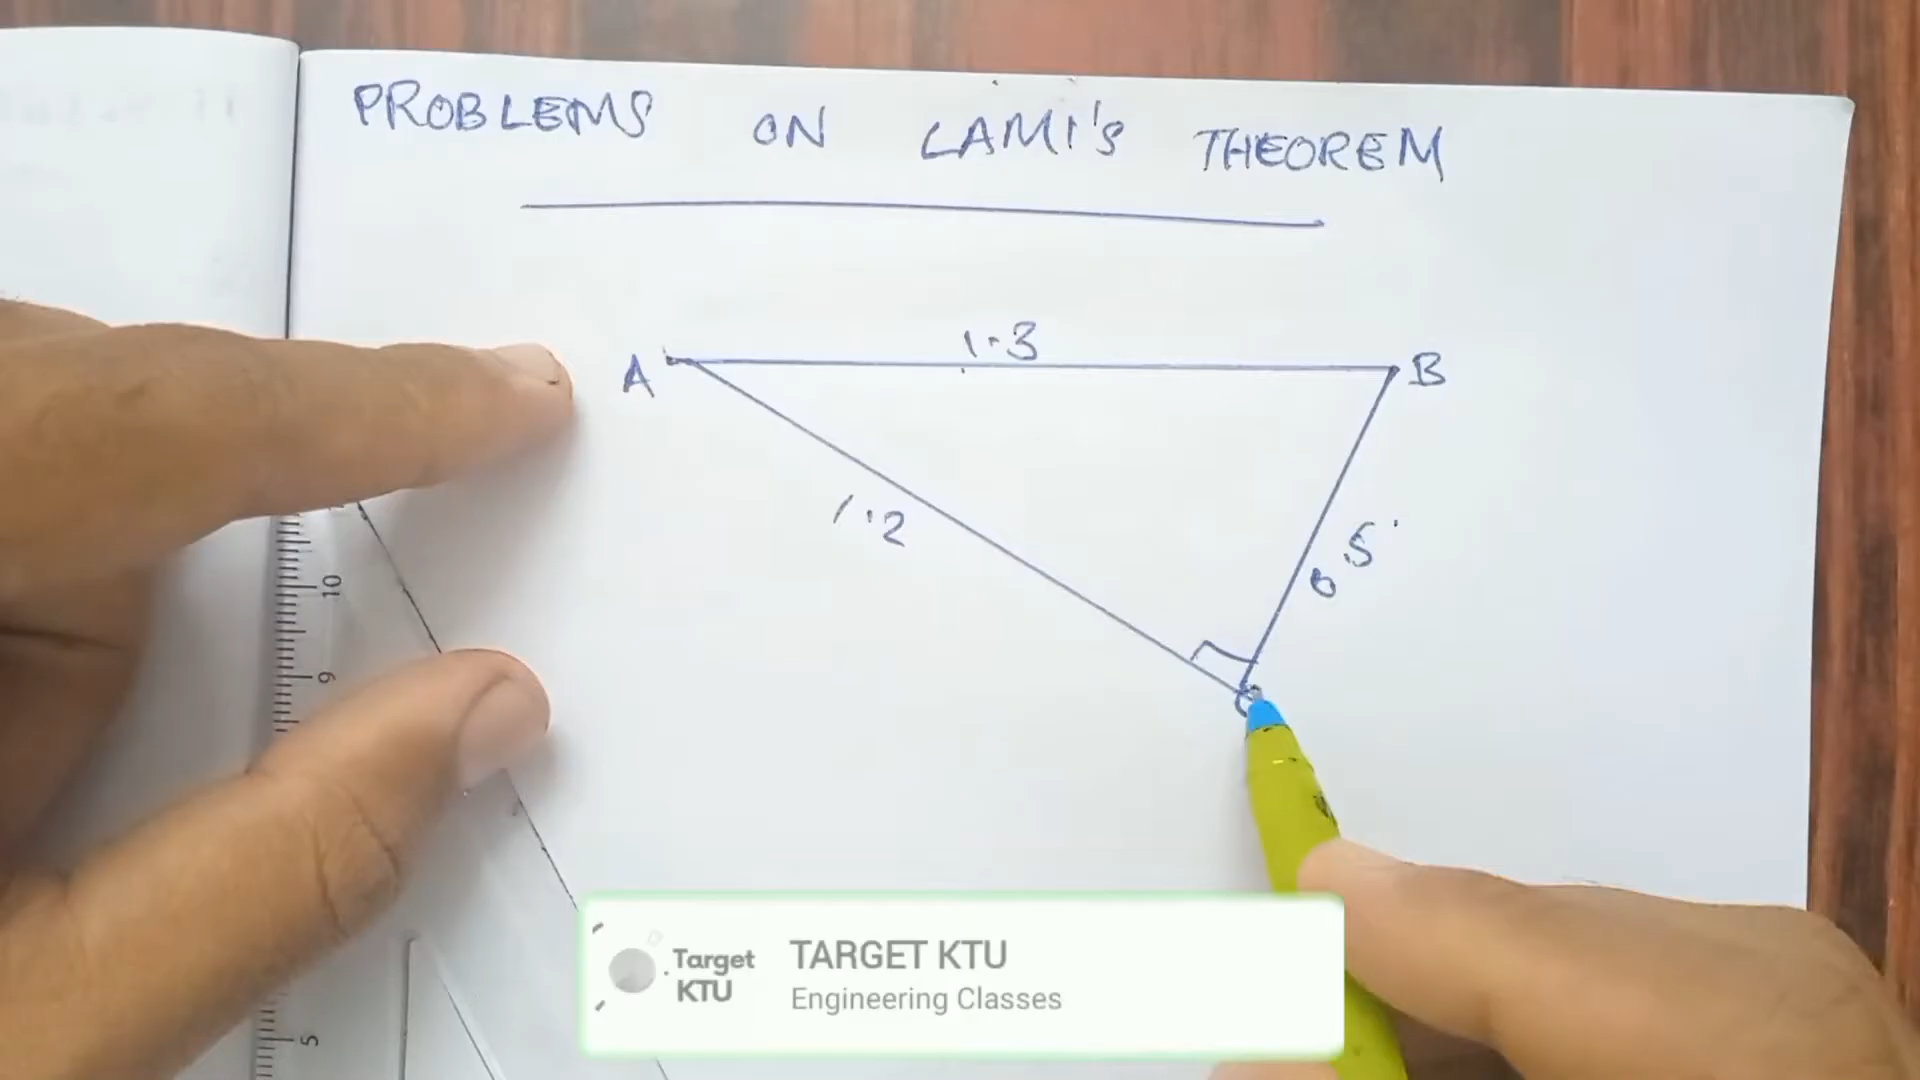 PROBLEMS ON LAMI'S THEOREM
1.3
A
B
1.2
0.5
10
9
5
Target
KTU
TARGET KTU
Engineering Classes